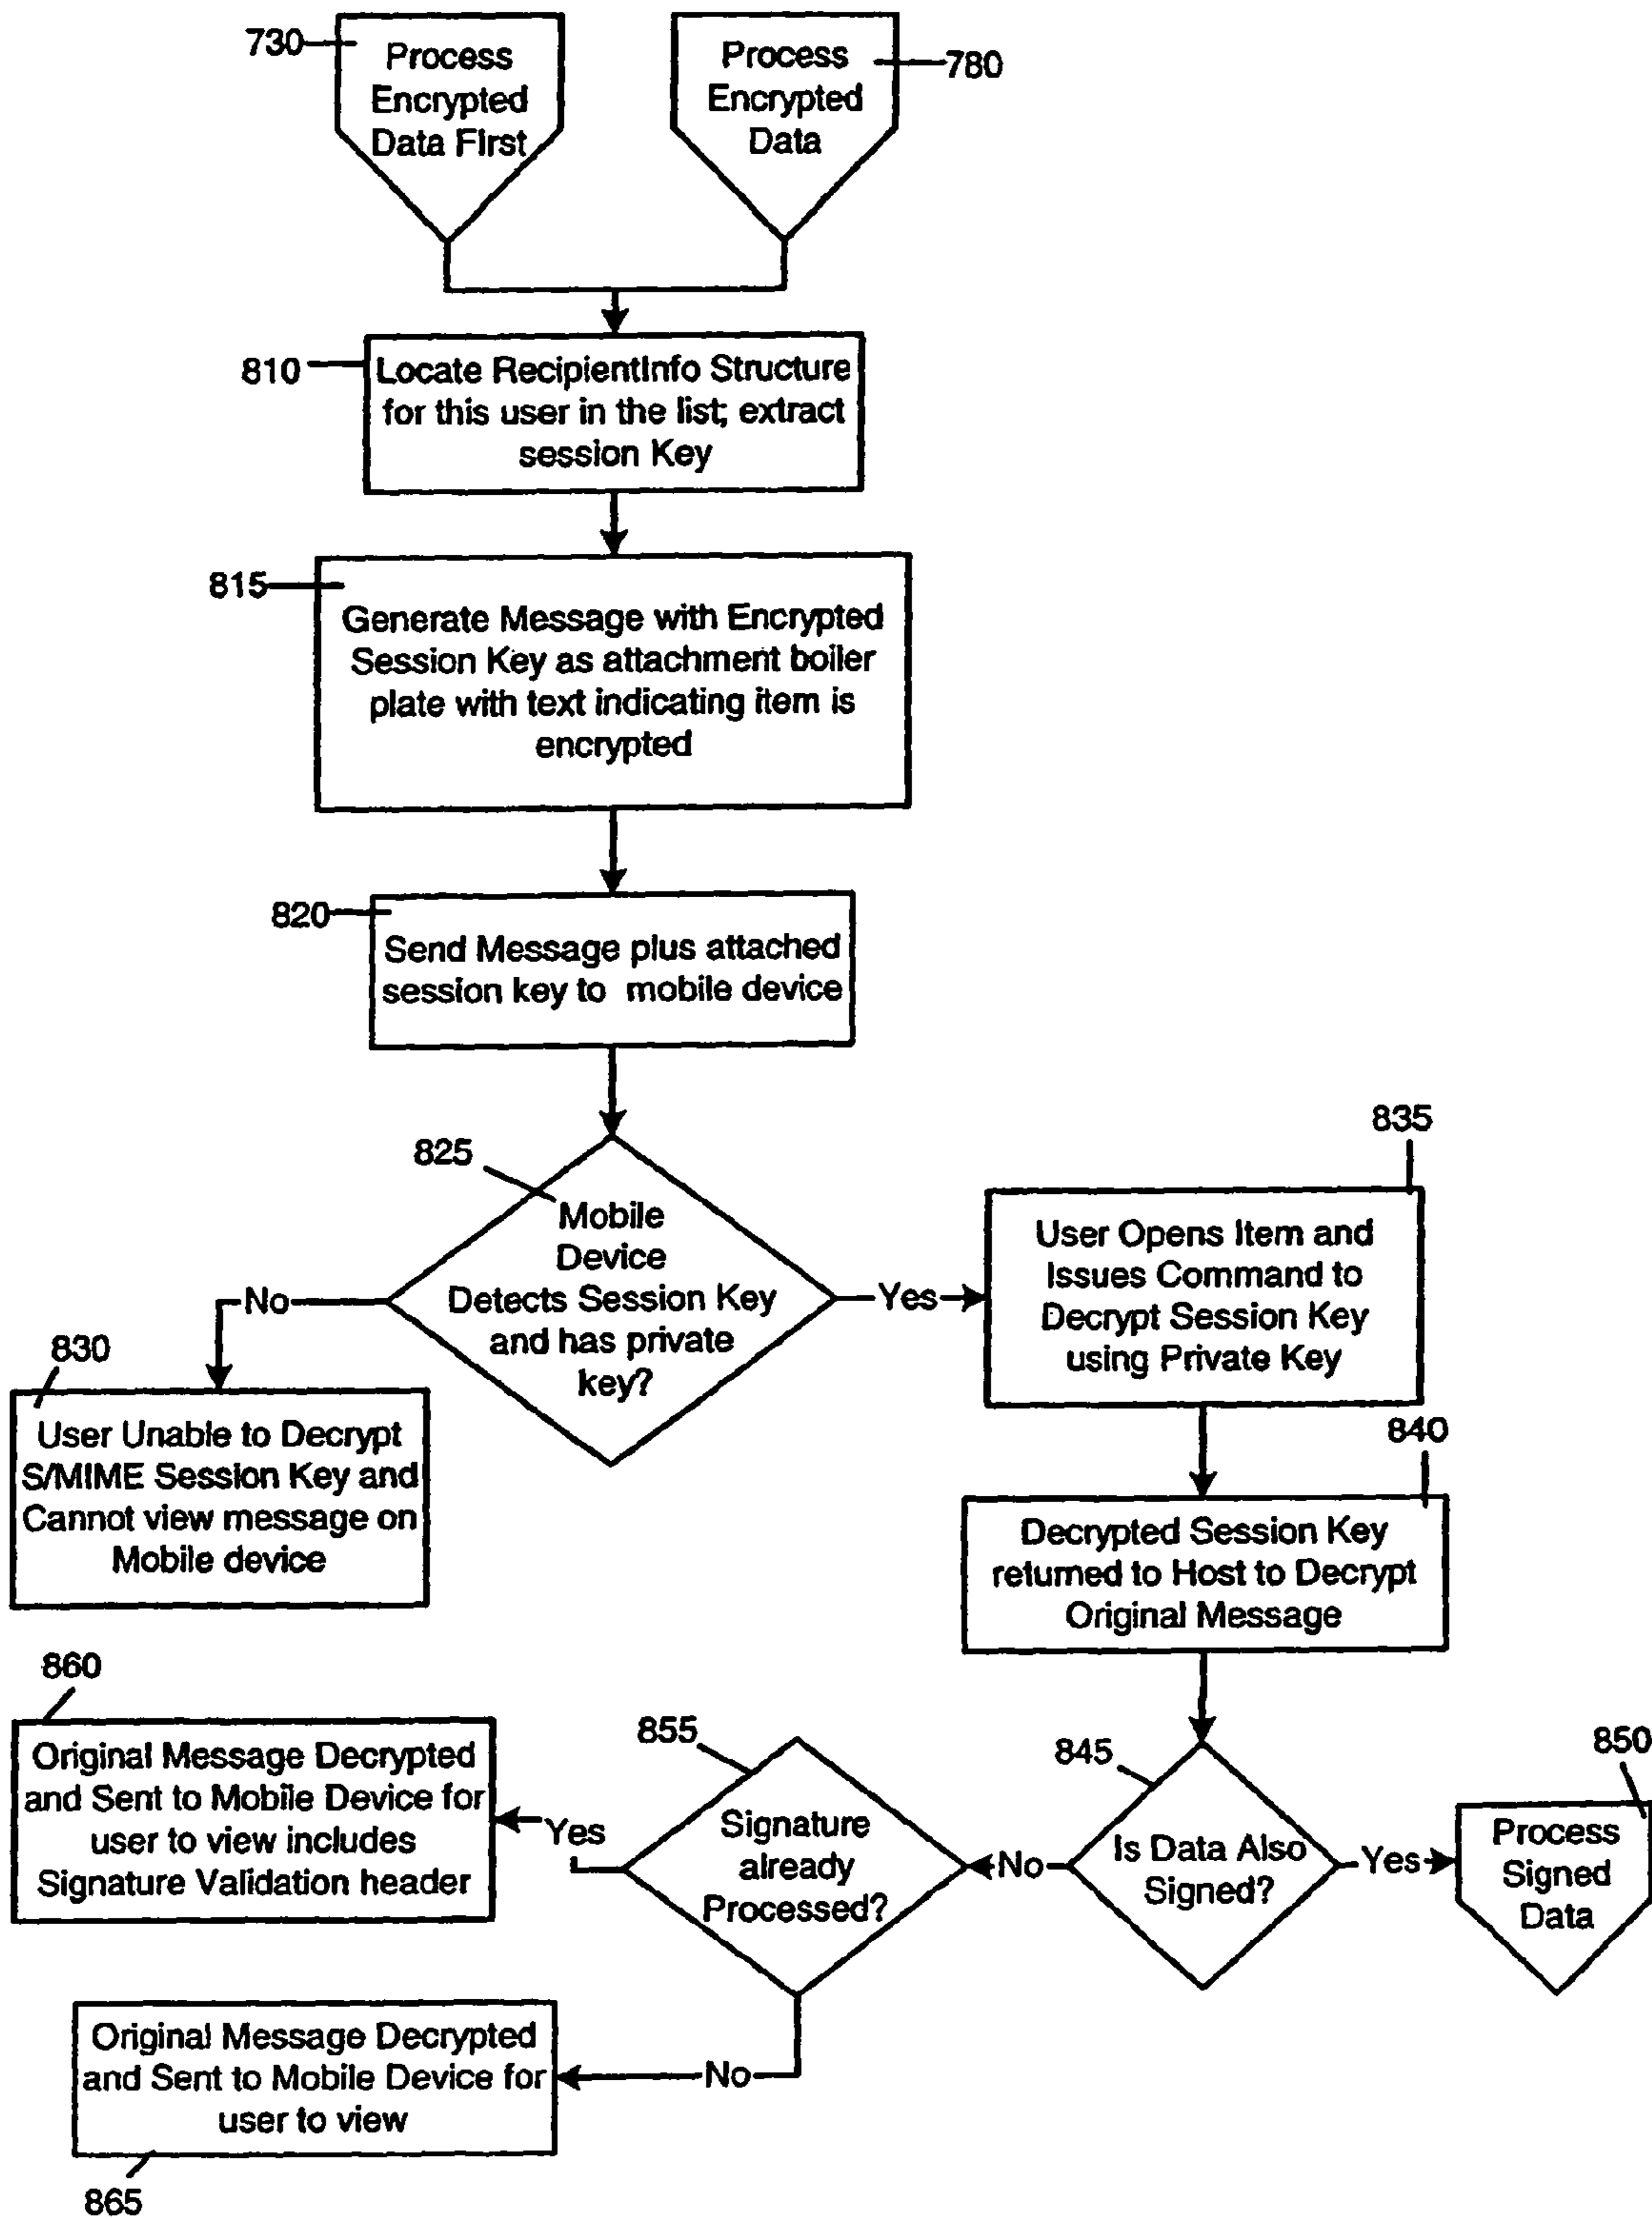 730
Process
Encrypted
Data First
Process
Encrypted
Data
780
810
Locate RecipientInfo Structure
for this user in the list; extract
session Key
815
Generate Message with Encrypted
Session Key as attachment boiler
plate with text indicating item is
encrypted
820
Send Message plus attached
session key to mobile device
825
Mobile
Device
Detects Session Key
and has private
key?
No
Yes
830
User Unable to Decrypt
S/MIME Session Key and
Cannot view message on
Mobile device
835
User Opens Item and
Issues Command to
Decrypt Session Key
using Private Key
840
Decrypted Session Key
returned to Host to Decrypt
Original Message
845
Is Data Also
Signed?
Yes
850
Process
Signed
Data
No
855
Signature
already
Processed?
Yes
860
Original Message Decrypted
and Sent to Mobile Device for
user to view includes
Signature Validation header
No
Original Message Decrypted
and Sent to Mobile Device for
user to view
865